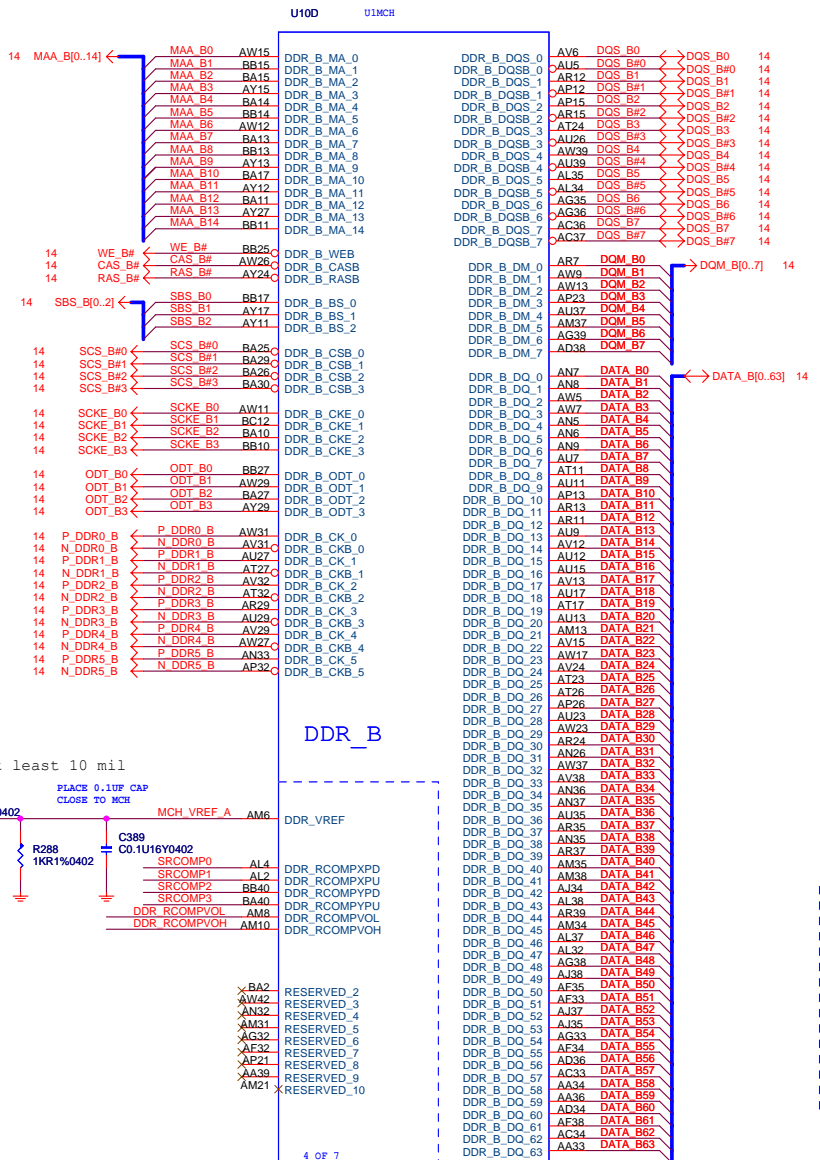 U10D U1MCH
14 MAA_B[0..14]
MAA_B0 AW15 DDR_B_MA_0
MAA_B1 BB15 DDR_B_MA_1
MAA_B2 BA15 DDR_B_MA_2
MAA_B3 AY15 DDR_B_MA_3
MAA_B4 BA14 DDR_B_MA_4
MAA_B5 BB14 DDR_B_MA_5
MAA_B6 AW12 DDR_B_MA_6
MAA_B7 BA13 DDR_B_MA_7
MAA_B8 BB13 DDR_B_MA_8
MAA_B9 AY13 DDR_B_MA_9
MAA_B10 BA17 DDR_B_MA_10
MAA_B11 AY12 DDR_B_MA_11
MAA_B12 BA11 DDR_B_MA_12
MAA_B13 AY27 DDR_B_MA_13
MAA_B14 BB11 DDR_B_MA_14
14 WE_B# WE_B# BB25 DDR_B_WEB
14 CAS_B# CAS_B# AW26 DDR_B_CASB
14 RAS_B# RAS_B# AY24 DDR_B_RASB
14 SBS_B[0..2]
SBS_B0 BB17 DDR_B_BS_0
SBS_B1 AY17 DDR_B_BS_1
SBS_B2 AY11 DDR_B_BS_2
14 SCS_B#0 SCS_B#0 BA25 DDR_B_CSB_0
14 SCS_B#1 SCS_B#1 BA29 DDR_B_CSB_1
14 SCS_B#2 SCS_B#2 BA26 DDR_B_CSB_2
14 SCS_B#3 SCS_B#3 BA30 DDR_B_CSB_3
14 SCKE_B0 SCKE_B0 AW11 DDR_B_CKE_0
14 SCKE_B1 SCKE_B1 BC12 DDR_B_CKE_1
14 SCKE_B2 SCKE_B2 BA10 DDR_B_CKE_2
14 SCKE_B3 SCKE_B3 BB10 DDR_B_CKE_3
14 ODT_B0 ODT_B0 BB27 DDR_B_ODT_0
14 ODT_B1 ODT_B1 AW29 DDR_B_ODT_1
14 ODT_B2 ODT_B2 BA27 DDR_B_ODT_2
14 ODT_B3 ODT_B3 AY29 DDR_B_ODT_3
14 P_DDR0_B P_DDR0_B AW31 DDR_B_CK_0
14 N_DDR0_B N_DDR0_B AV31 DDR_B_CKB_0
14 P_DDR1_B P_DDR1_B AU27 DDR_B_CK_1
14 N_DDR1_B N_DDR1_B AT27 DDR_B_CKB_1
14 P_DDR2_B P_DDR2_B AV32 DDR_B_CK_2
14 N_DDR2_B N_DDR2_B AT32 DDR_B_CKB_2
14 P_DDR3_B P_DDR3_B AR29 DDR_B_CK_3
14 N_DDR3_B N_DDR3_B AU29 DDR_B_CKB_3
14 P_DDR4_B P_DDR4_B AV29 DDR_B_CK_4
14 N_DDR4_B N_DDR4_B AW27 DDR_B_CKB_4
14 P_DDR5_B P_DDR5_B AN33 DDR_B_CK_5
14 N_DDR5_B N_DDR5_B AP32 DDR_B_CKB_5
DDR_B
least 10 mil
PLACE 0.1UF CAP
CLOSE TO MCH
0402
MCH_VREF_A AM6 DDR_VREF
R288
1KR1%0402
C389
C0.1U16Y0402
SRCOMP0 AL4 DDR_RCOMPXPD
SRCOMP1 AL2 DDR_RCOMPXPU
SRCOMP2 BB40 DDR_RCOMPYPD
SRCOMP3 BA40 DDR_RCOMPYPU
DDR_RCOMPVOL AM8 DDR_RCOMPVOL
DDR_RCOMPVOH AM10 DDR_RCOMPVOH
BA2 RESERVED_2
AW42 RESERVED_3
AN32 RESERVED_4
AM31 RESERVED_5
AG32 RESERVED_6
AF32 RESERVED_7
AP21 RESERVED_8
AA39 RESERVED_9
AM21 RESERVED_10
4 OF 7
DDR_B_DQS_0 AV6 DQS_B0 DQS_B0 14
DDR_B_DQSB_0 AU5 DQS_B#0 DQS_B#0 14
DDR_B_DQS_1 AR12 DQS_B1 DQS_B1 14
DDR_B_DQSB_1 AP12 DQS_B#1 DQS_B#1 14
DDR_B_DQS_2 AP15 DQS_B2 DQS_B2 14
DDR_B_DQSB_2 AR15 DQS_B#2 DQS_B#2 14
DDR_B_DQS_3 AT24 DQS_B3 DQS_B3 14
DDR_B_DQSB_3 AU26 DQS_B#3 DQS_B#3 14
DDR_B_DQS_4 AW39 DQS_B4 DQS_B4 14
DDR_B_DQSB_4 AU39 DQS_B#4 DQS_B#4 14
DDR_B_DQS_5 AL35 DQS_B5 DQS_B5 14
DDR_B_DQSB_5 AL34 DQS_B#5 DQS_B#5 14
DDR_B_DQS_6 AG35 DQS_B6 DQS_B6 14
DDR_B_DQSB_6 AG36 DQS_B#6 DQS_B#6 14
DDR_B_DQS_7 AC36 DQS_B7 DQS_B7 14
DDR_B_DQSB_7 AC37 DQS_B#7 DQS_B#7 14
DDR_B_DM_0 AR7 DQM_B0 DQM_B[0..7] 14
DDR_B_DM_1 AW9 DQM_B1
DDR_B_DM_2 AW13 DQM_B2
DDR_B_DM_3 AP23 DQM_B3
DDR_B_DM_4 AU37 DQM_B4
DDR_B_DM_5 AM37 DQM_B5
DDR_B_DM_6 AG39 DQM_B6
DDR_B_DM_7 AD38 DQM_B7
DDR_B_DQ_0 AN7 DATA_B0 DATA_B[0..63] 14
DDR_B_DQ_1 AN8 DATA_B1
DDR_B_DQ_2 AW5 DATA_B2
DDR_B_DQ_3 AW7 DATA_B3
DDR_B_DQ_4 AN5 DATA_B4
DDR_B_DQ_5 AN6 DATA_B5
DDR_B_DQ_6 AN9 DATA_B6
DDR_B_DQ_7 AU7 DATA_B7
DDR_B_DQ_8 AT11 DATA_B8
DDR_B_DQ_9 AU11 DATA_B9
DDR_B_DQ_10 AP13 DATA_B10
DDR_B_DQ_11 AR13 DATA_B11
DDR_B_DQ_12 AR11 DATA_B12
DDR_B_DQ_13 AU9 DATA_B13
DDR_B_DQ_14 AV12 DATA_B14
DDR_B_DQ_15 AU12 DATA_B15
DDR_B_DQ_16 AU15 DATA_B16
DDR_B_DQ_17 AV13 DATA_B17
DDR_B_DQ_18 AU17 DATA_B18
DDR_B_DQ_19 AT17 DATA_B19
DDR_B_DQ_20 AU13 DATA_B20
DDR_B_DQ_21 AM13 DATA_B21
DDR_B_DQ_22 AV15 DATA_B22
DDR_B_DQ_23 AW17 DATA_B23
DDR_B_DQ_24 AV24 DATA_B24
DDR_B_DQ_25 AT23 DATA_B25
DDR_B_DQ_26 AT26 DATA_B26
DDR_B_DQ_27 AP26 DATA_B27
DDR_B_DQ_28 AU23 DATA_B28
DDR_B_DQ_29 AW23 DATA_B29
DDR_B_DQ_30 AR24 DATA_B30
DDR_B_DQ_31 AN26 DATA_B31
DDR_B_DQ_32 AW37 DATA_B32
DDR_B_DQ_33 AV38 DATA_B33
DDR_B_DQ_34 AN36 DATA_B34
DDR_B_DQ_35 AN37 DATA_B35
DDR_B_DQ_36 AU35 DATA_B36
DDR_B_DQ_37 AR35 DATA_B37
DDR_B_DQ_38 AN35 DATA_B38
DDR_B_DQ_39 AR37 DATA_B39
DDR_B_DQ_40 AM35 DATA_B40
DDR_B_DQ_41 AM38 DATA_B41
DDR_B_DQ_42 AJ34 DATA_B42
DDR_B_DQ_43 AL38 DATA_B43
DDR_B_DQ_44 AR39 DATA_B44
DDR_B_DQ_45 AM34 DATA_B45
DDR_B_DQ_46 AL37 DATA_B46
DDR_B_DQ_47 AL32 DATA_B47
DDR_B_DQ_48 AG38 DATA_B48
DDR_B_DQ_49 AJ38 DATA_B49
DDR_B_DQ_50 AF35 DATA_B50
DDR_B_DQ_51 AF33 DATA_B51
DDR_B_DQ_52 AJ37 DATA_B52
DDR_B_DQ_53 AJ35 DATA_B53
DDR_B_DQ_54 AG33 DATA_B54
DDR_B_DQ_55 AF34 DATA_B55
DDR_B_DQ_56 AD36 DATA_B56
DDR_B_DQ_57 AC33 DATA_B57
DDR_B_DQ_58 AA34 DATA_B58
DDR_B_DQ_59 AA36 DATA_B59
DDR_B_DQ_60 AD34 DATA_B60
DDR_B_DQ_61 AF38 DATA_B61
DDR_B_DQ_62 AC34 DATA_B62
DDR_B_DQ_63 AA33 DATA_B63